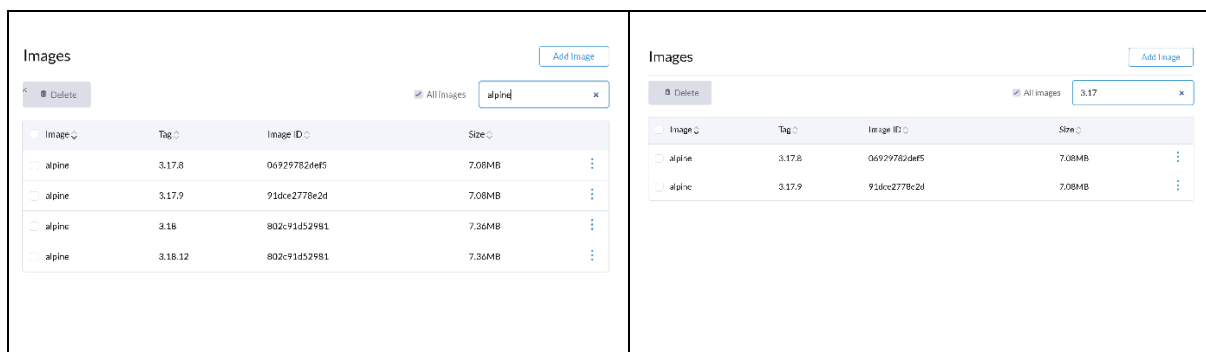 Images
Add Image
Delete
All images
alpine
Image Tag Image ID Size
alpine 3.17.8 06929782def5 7.08MB
alpine 3.17.9 91dce2778e2d 7.08MB
alpine 3.18 802c91d52981 7.36MB
alpine 3.18.12 802c91d52981 7.36MB
Images
Add Image
Delete
All images
3.17
Image Tag Image ID Size
alpine 3.17.8 06929782def5 7.08MB
alpine 3.17.9 91dce2778e2d 7.08MB